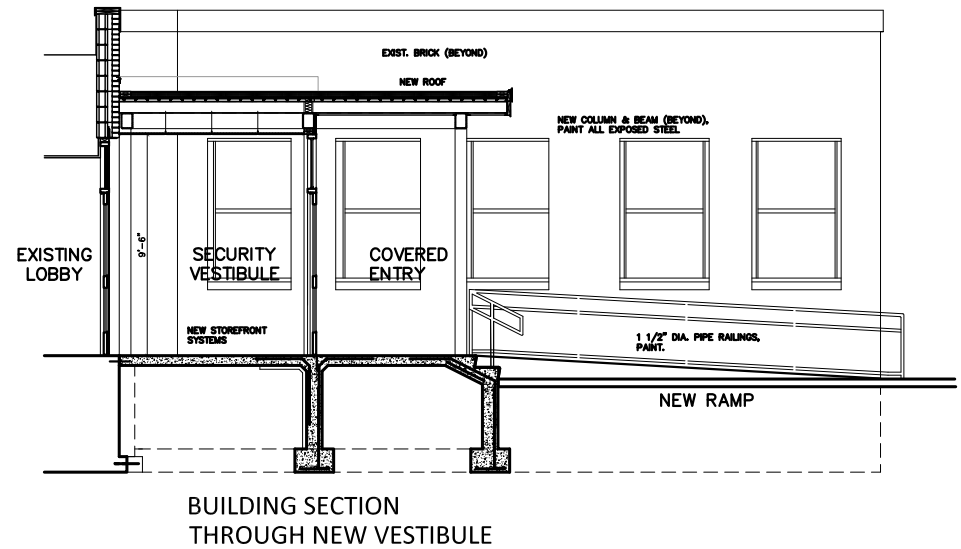 EXIST. BRICK (BEYOND)
NEW ROOF
NEW COLUMN & BEAM (BEYOND),
PAINT ALL EXPOSED STEEL
9'-6"
EXISTING
LOBBY
SECURITY
VESTIBULE
COVERED
ENTRY
NEW STOREFRONT
SYSTEMS
1 1/2" DIA. PIPE RAILINGS,
PAINT.
NEW RAMP
BUILDING SECTION
THROUGH NEW VESTIBULE